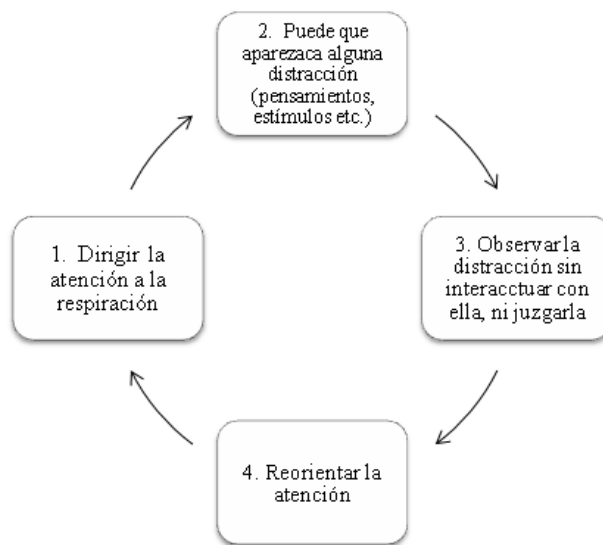 2. Puede que
aparezaca alguna
distracción
(pensamientos,
estímulos etc.)
1. Dirigir la
atención a la
respiración
3. Observar la
distracción sin
interacctuar con
ella, ni juzgarla
4. Reorientar la
atención